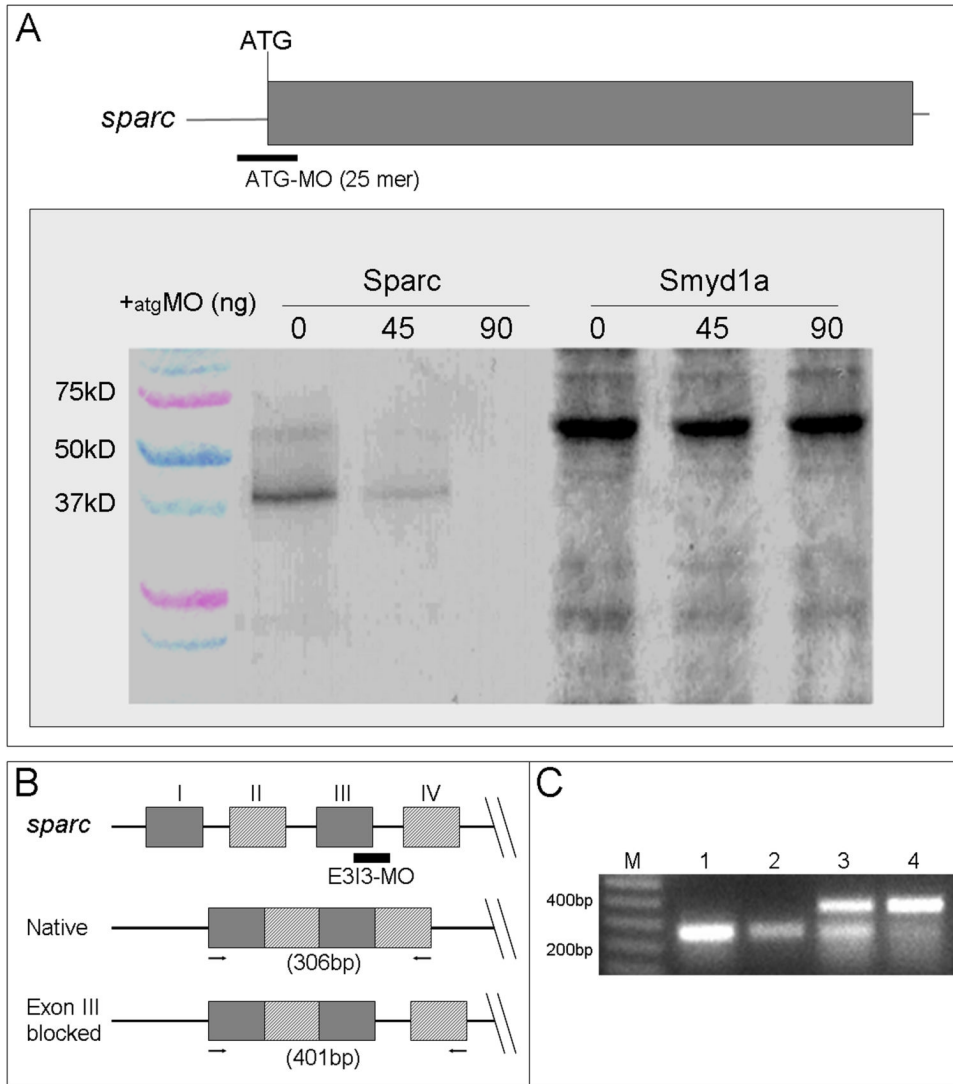 A
ATG
sparc
ATG-MO (25 mer)
+atgMO (ng)
Sparc
Smyd1a
0 45 90 0 45 90
75kD
50kD
37kD
B
I II III IV
sparc
E3I3-MO
Native
(306bp)
Exon III
blocked
(401bp)
C
M 1 2 3 4
400bp
200bp